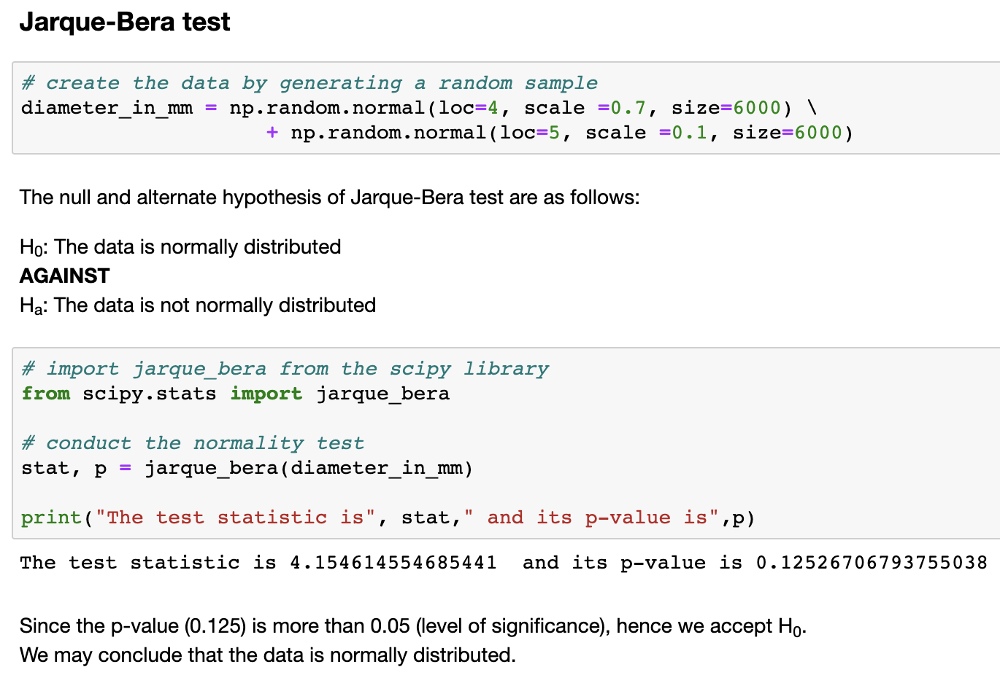 Jarque-Bera test
# create the data by generating a random sample
diameter_in_mm = np.random.normal(loc=4, scale =0.7, size=6000) \
+ np.random.normal(loc=5, scale =0.1, size=6000)
The null and alternate hypothesis of Jarque-Bera test are as follows:
H₀: The data is normally distributed
AGAINST
Hₐ: The data is not normally distributed
# import jarque_bera from the scipy library
from scipy.stats import jarque_bera
# conduct the normality test
stat, p = jarque_bera(diameter_in_mm)
print("The test statistic is", stat," and its p-value is",p)
The test statistic is 4.154614554685441  and its p-value is 0.12526706793755038
Since the p-value (0.125) is more than 0.05 (level of significance), hence we accept H₀.
We may conclude that the data is normally distributed.